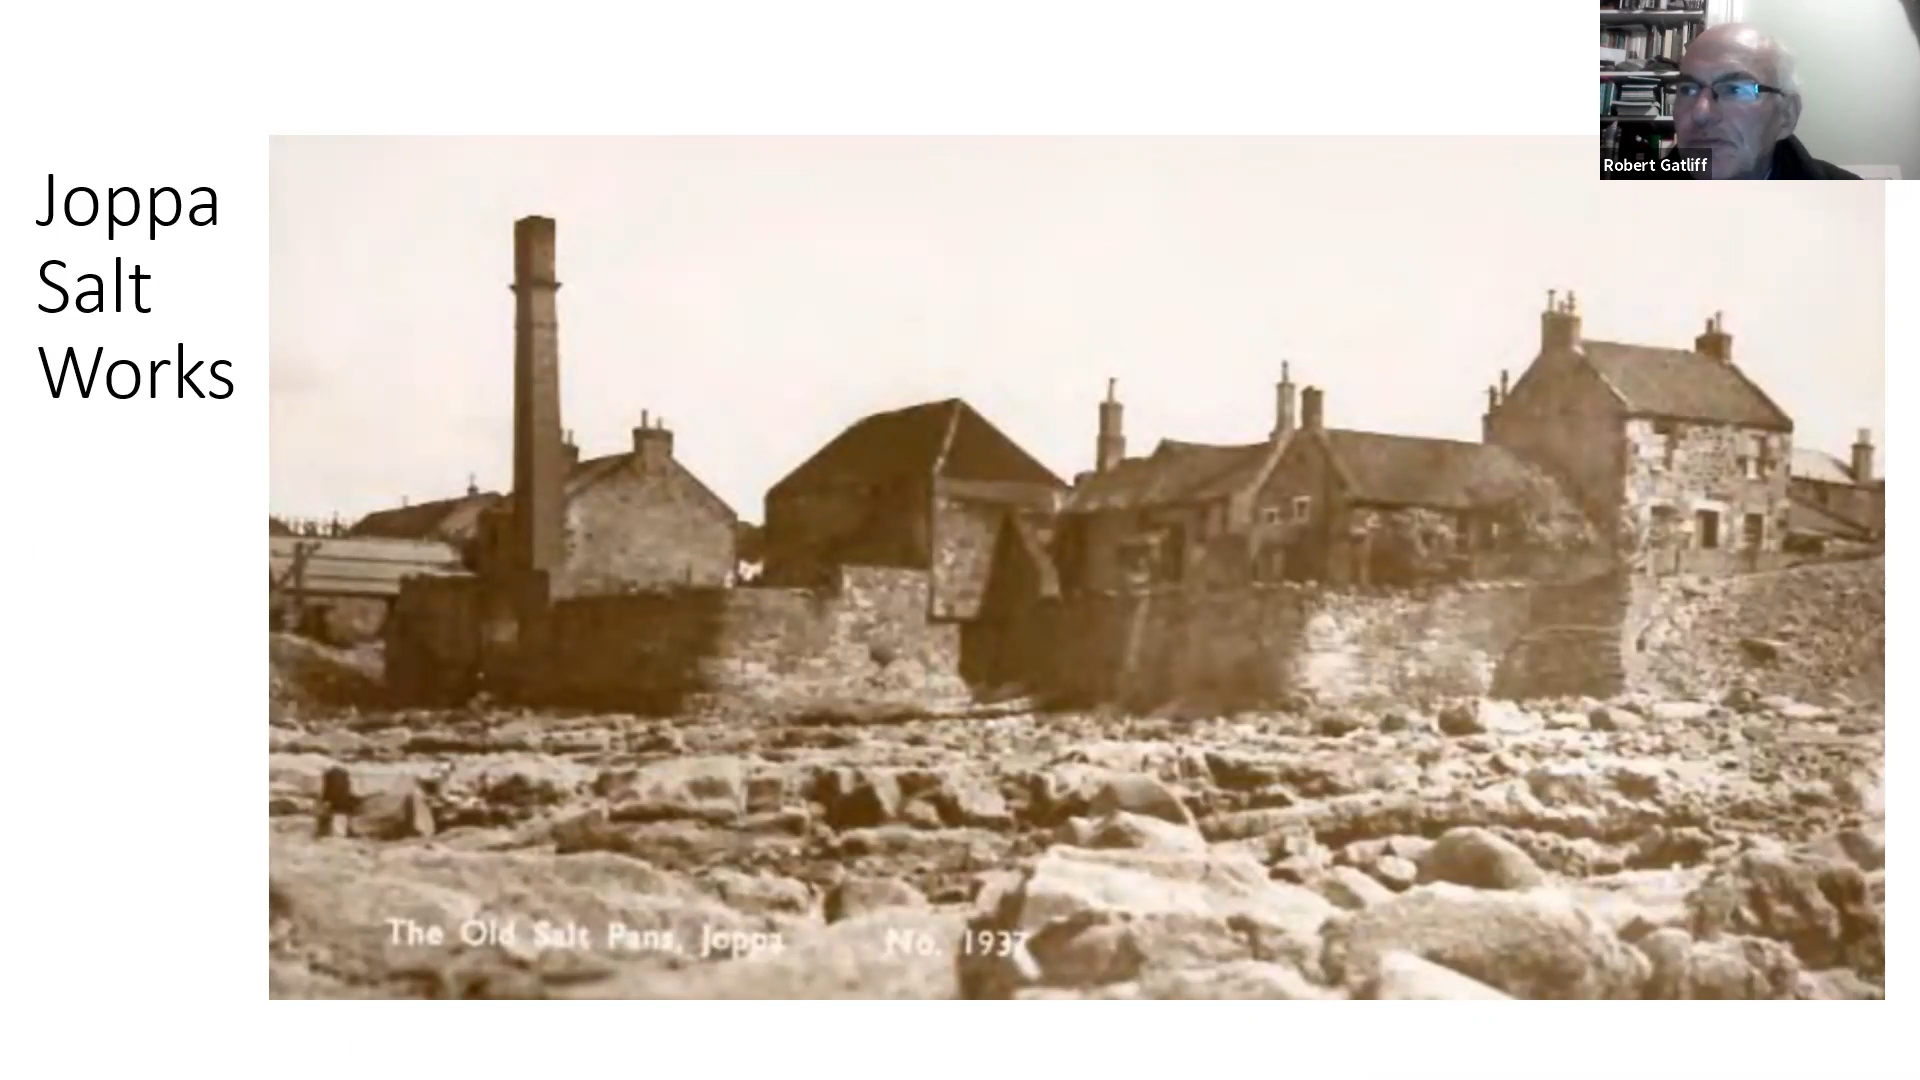 Joppa
Salt
Works
Robert Gatliff
The Old Salt Pans, Joppa No. 1937